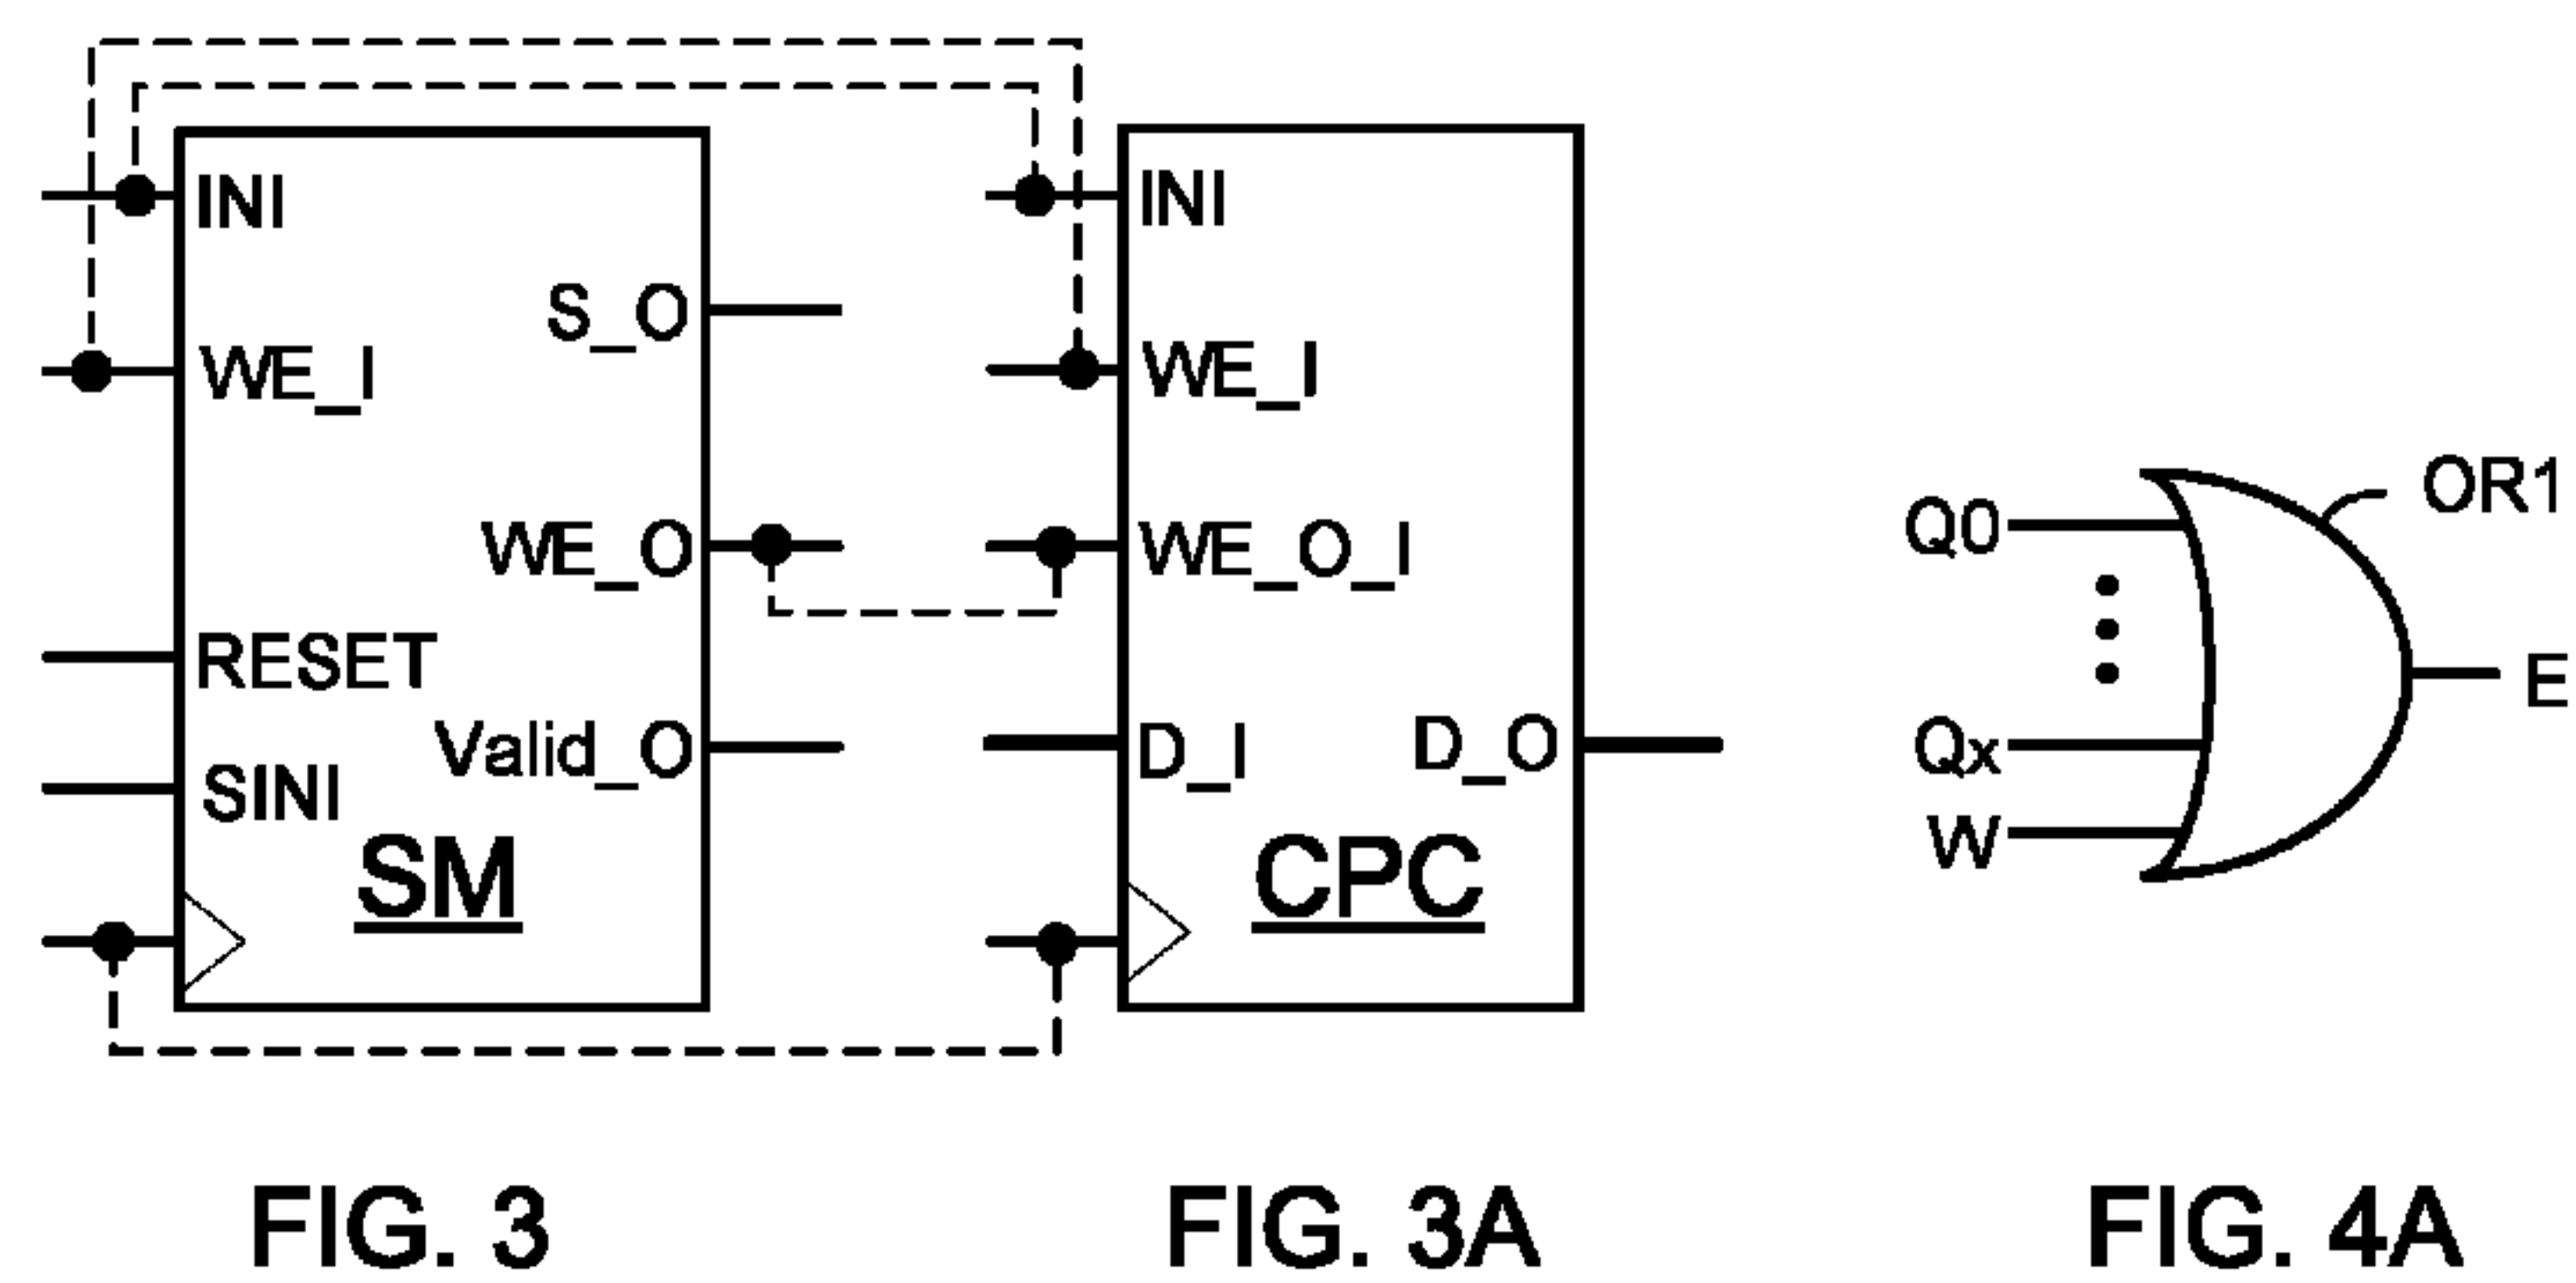 INI
S_O
WE_I
WE_O
RESET
Valid_O
SINI
SM
INI
WE_I
WE_O_I
D_I
D_O
CPC
OR1
Q0
E
Qx
W
FIG. 3
FIG. 3A
FIG. 4A